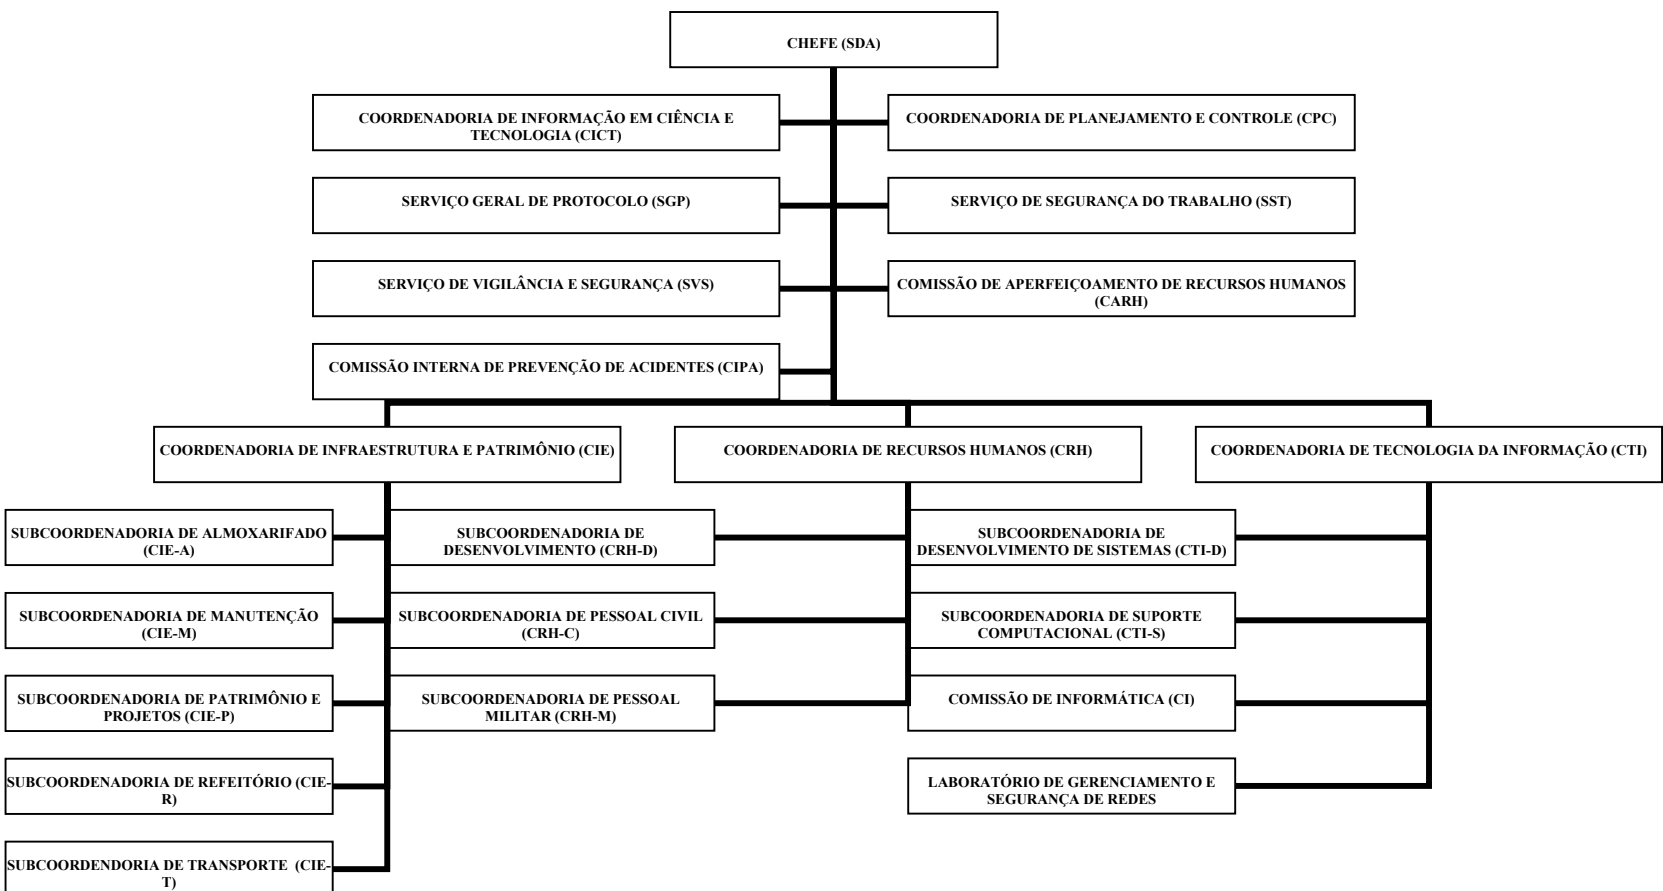 CHEFE (SDA)
COORDENADORIA DE INFORMAÇÃO EM CIÊNCIA E
TECNOLOGIA (CICT)
COORDENADORIA DE PLANEJAMENTO E CONTROLE (CPC)
SERVIÇO GERAL DE PROTOCOLO (SGP)
SERVIÇO DE SEGURANÇA DO TRABALHO (SST)
SERVIÇO DE VIGILÂNCIA E SEGURANÇA (SVS)
COMISSÃO DE APERFEIÇOAMENTO DE RECURSOS HUMANOS
(CARH)
COMISSÃO INTERNA DE PREVENÇÃO DE ACIDENTES (CIPA)
COORDENADORIA DE INFRAESTRUTURA E PATRIMÔNIO (CIE)
COORDENADORIA DE RECURSOS HUMANOS (CRH)
COORDENADORIA DE TECNOLOGIA DA INFORMAÇÃO (CTI)
SUBCOORDENADORIA DE ALMOXARIFADO
(CIE-A)
SUBCOORDENADORIA DE
DESENVOLVIMENTO (CRH-D)
SUBCOORDENADORIA DE
DESENVOLVIMENTO DE SISTEMAS (CTI-D)
SUBCOORDENADORIA DE MANUTENÇÃO
(CIE-M)
SUBCOORDENADORIA DE PESSOAL CIVIL
(CRH-C)
SUBCOORDENADORIA DE SUPORTE
COMPUTACIONAL (CTI-S)
SUBCOORDENADORIA DE PATRIMÔNIO E
PROJETOS (CIE-P)
SUBCOORDENADORIA DE PESSOAL
MILITAR (CRH-M)
COMISSÃO DE INFORMÁTICA (CI)
SUBCOORDENADORIA DE REFEITÓRIO (CIE-
R)
LABORATÓRIO DE GERENCIAMENTO E
SEGURANÇA DE REDES
SUBCOORDENDORIA DE TRANSPORTE (CIE-
T)